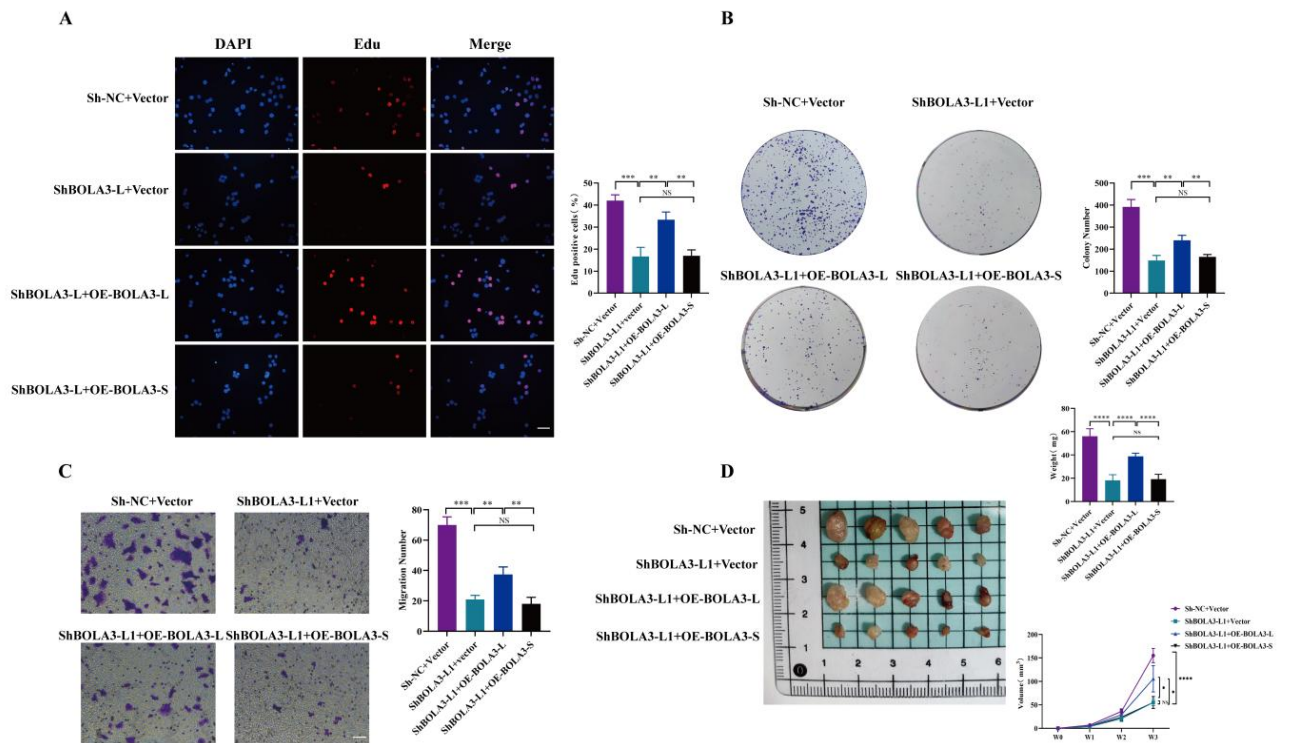 A
DAPI
Edu
Merge
Sh-NC+Vector
ShBOLA3-L+Vector
ShBOLA3-L+OE-BOLA3-L
ShBOLA3-L+OE-BOLA3-S
Edu positive cells( %)
50
40
30
20
10
0
***
**
**
NS
Sh-NC+Vector
ShBOLA3-L1+vector
ShBOLA3-L1+OE-BOLA3-L
ShBOLA3-L1+OE-BOLA3-S
B
Sh-NC+Vector
ShBOLA3-L1+Vector
ShBOLA3-L1+OE-BOLA3-L
ShBOLA3-L1+OE-BOLA3-S
Colony Number
500
400
300
200
100
0
***
**
**
NS
Sh-NC+Vector
ShBOLA3-L1+vector
ShBOLA3-L1+OE-BOLA3-L
ShBOLA3-L1+OE-BOLA3-S
C
Sh-NC+Vector
ShBOLA3-L1+Vector
ShBOLA3-L1+OE-BOLA3-L
ShBOLA3-L1+OE-BOLA3-S
Migration Number
80
60
40
20
0
***
**
**
NS
Sh-NC+Vector
ShBOLA3-L1+vector
ShBOLA3-L1+OE-BOLA3-L
ShBOLA3-L1+OE-BOLA3-S
D
Sh-NC+Vector
ShBOLA3-L1+Vector
ShBOLA3-L1+OE-BOLA3-L
ShBOLA3-L1+OE-BOLA3-S
5
4
3
2
1
0
1
2
3
4
5
6
Weight( mg)
80
60
40
20
0
****
****
****
NS
Sh-NC+Vector
ShBOLA3-L1+Vector
ShBOLA3-L1+OE-BOLA3-L
ShBOLA3-L1+OE-BOLA3-S
Sh-NC+Vector
ShBOLA3-L1+Vector
ShBOLA3-L1+OE-BOLA3-L
ShBOLA3-L1+OE-BOLA3-S
Volume( mm³)
200
150
100
50
0
W0
W1
W2
W3
*
*
****
NS